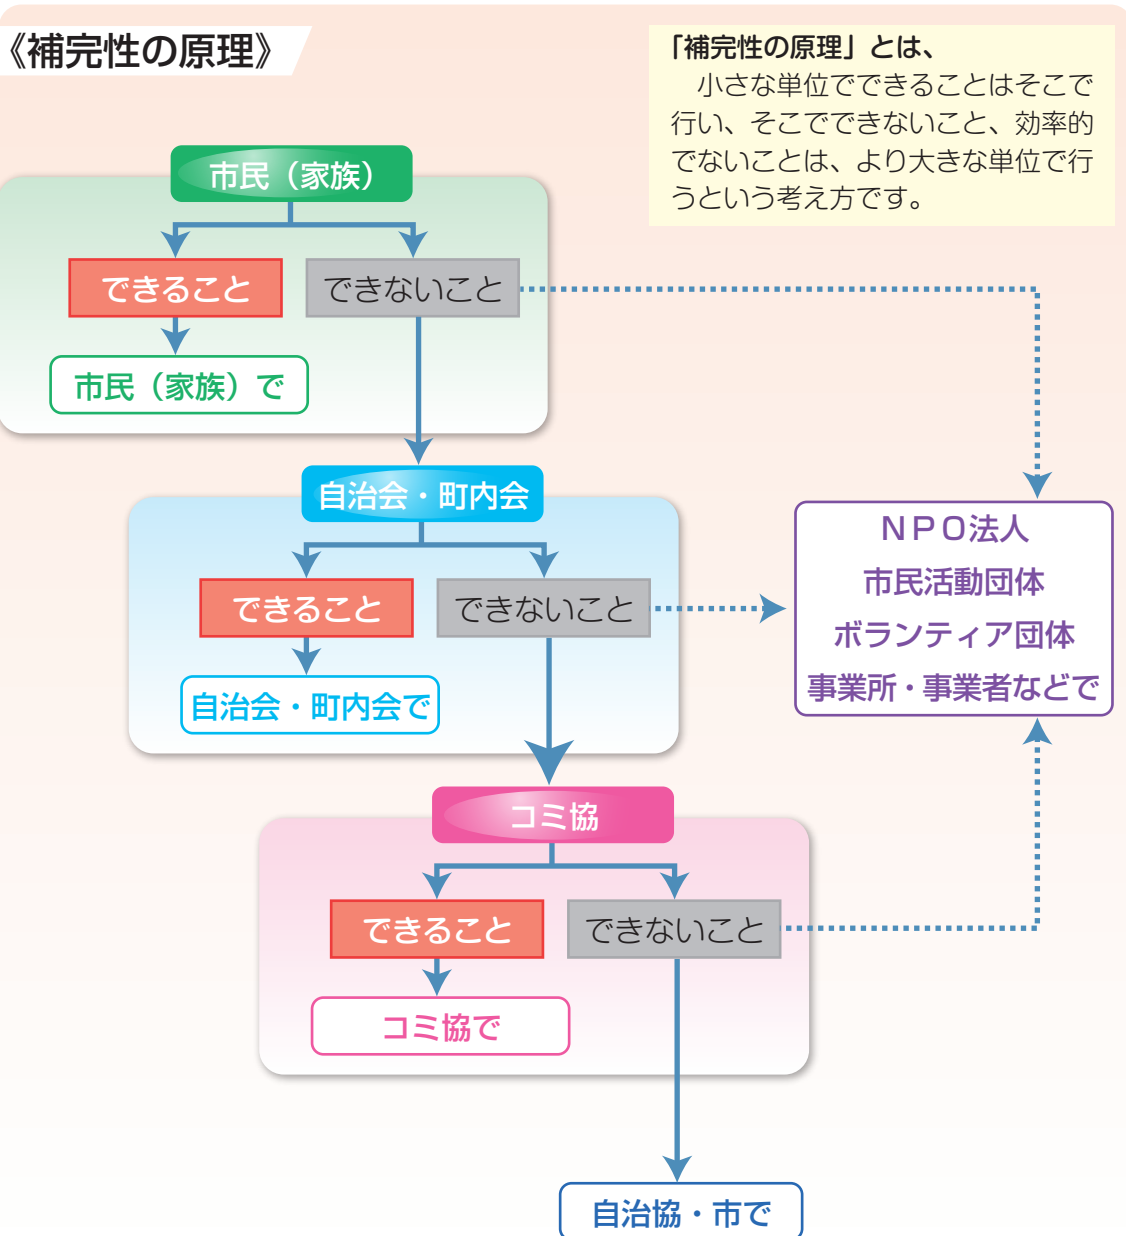 《補完性の原理》
「補完性の原理」とは、
　小さな単位でできることはそこで
行い、そこでできないこと、効率的
でないことは、より大きな単位で行
うという考え方です。
市民（家族）
できること
できないこと
市民（家族）で
自治会・町内会
できること
できないこと
自治会・町内会で
ＮＰＯ法人
市民活動団体
ボランティア団体
事業所・事業者などで
コミ協
できること
できないこと
コミ協で
自治協・市で